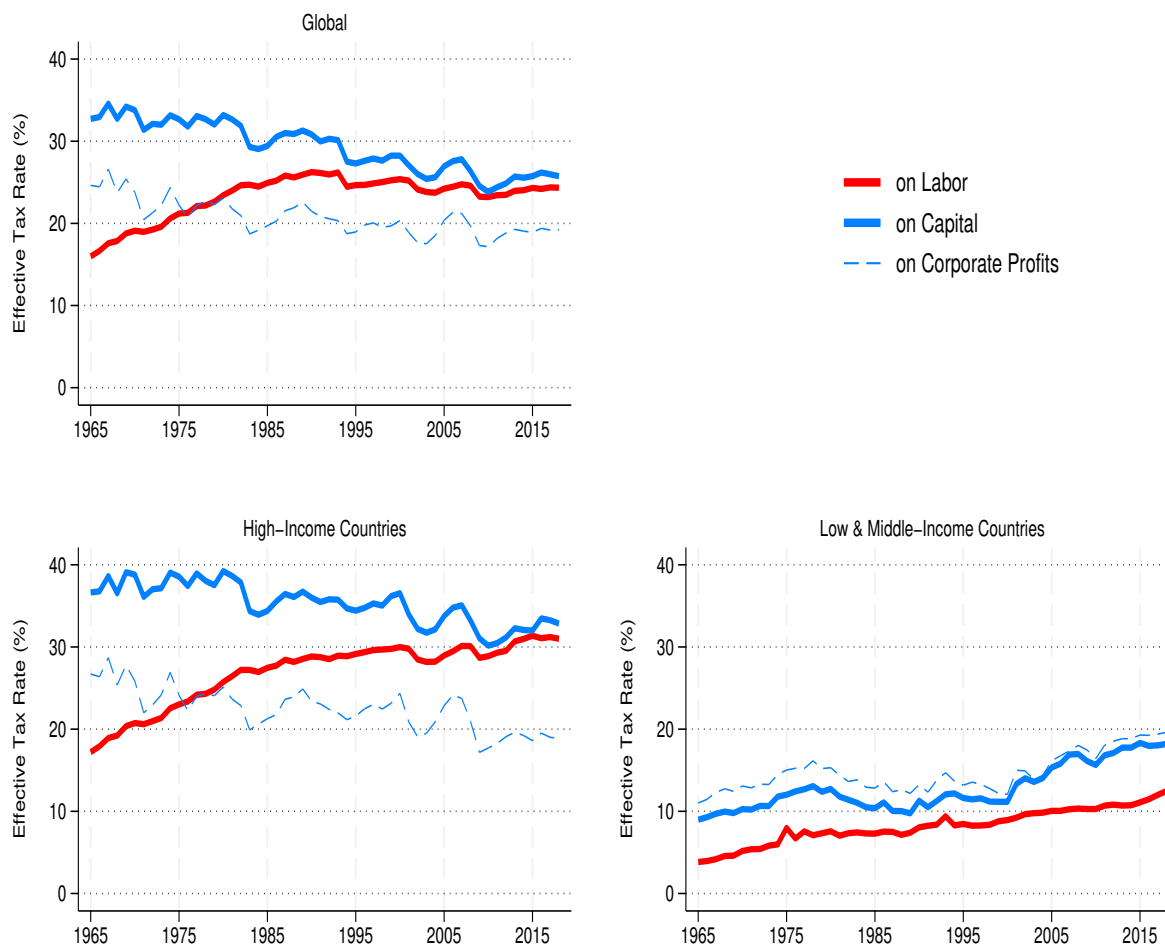 Global
Effective Tax Rate (%)
40
30
20
10
0
1965 1975 1985 1995 2005 2015
on Labor
on Capital
on Corporate Profits
High−Income Countries
Effective Tax Rate (%)
40
30
20
10
0
1965 1975 1985 1995 2005 2015
Low & Middle−Income Countries
Effective Tax Rate (%)
40
30
20
10
0
1965 1975 1985 1995 2005 2015